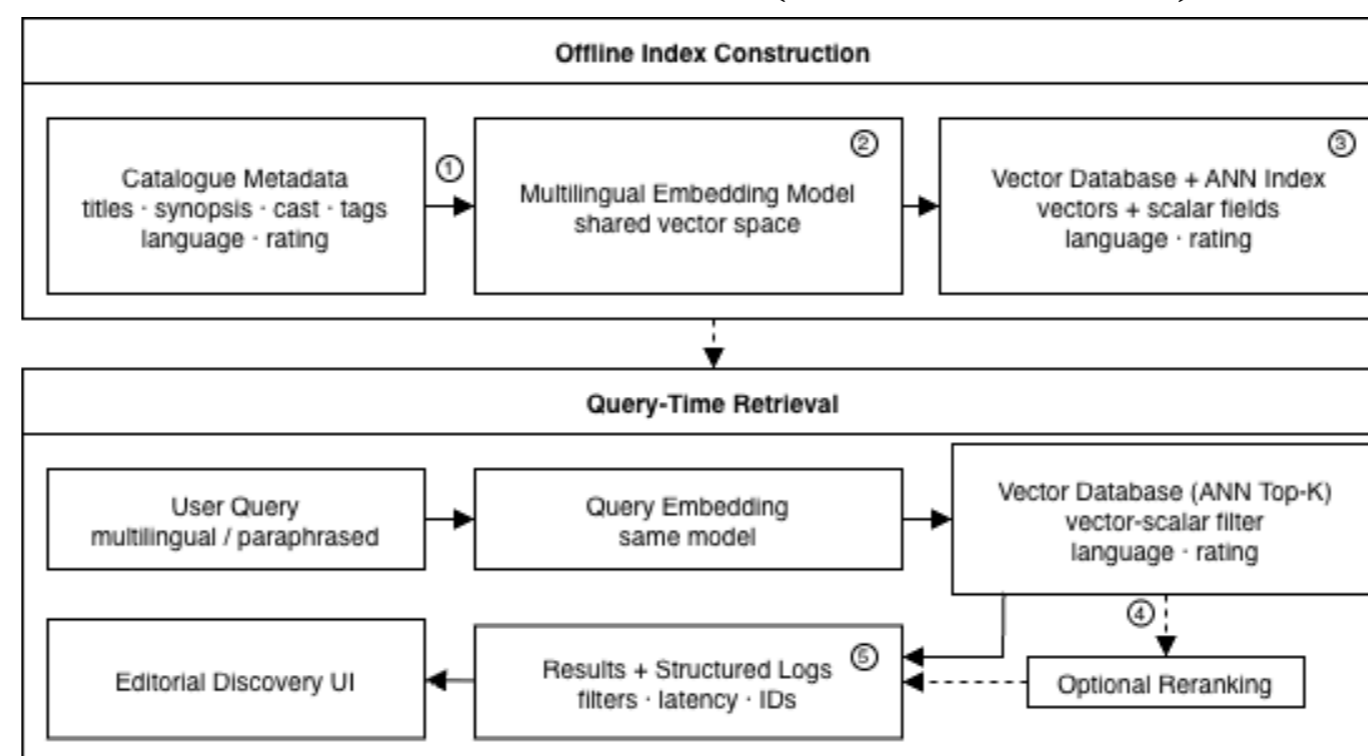 Offline Index Construction
Catalogue Metadata
titles · synopsis · cast · tags
language · rating
①
②
Multilingual Embedding Model
shared vector space
③
Vector Database + ANN Index
vectors + scalar fields
language · rating
Query-Time Retrieval
User Query
multilingual / paraphrased
Query Embedding
same model
Vector Database (ANN Top-K)
vector-scalar filter
language · rating
④
Optional Reranking
⑤
Results + Structured Logs
filters · latency · IDs
Editorial Discovery UI